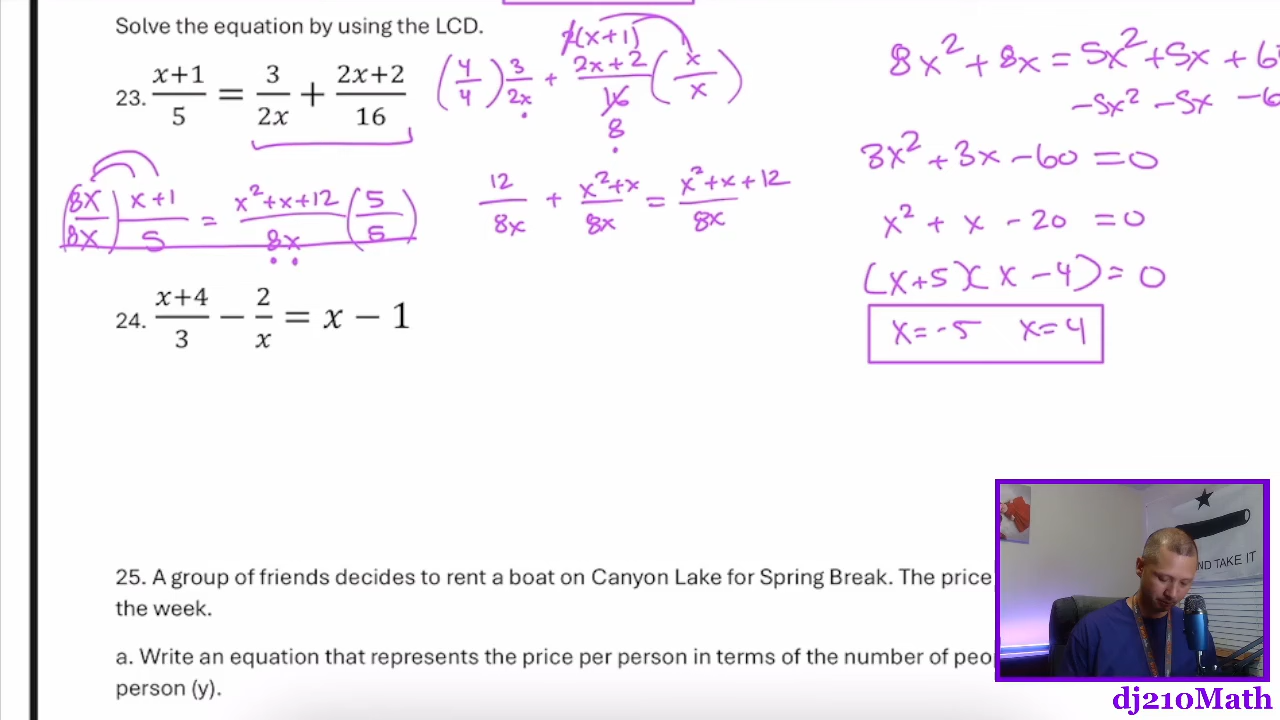 Solve the equation by using the LCD.
23. (x+1)/5 = 3/2x + (2x+2)/16
(4/4) 3/2x + (2x+2)/16 (x/x)
2(x+1)
8
(8x/8x) (x+1)/5 = (x²+x+12)/8x (5/5)
12/8x + (x²+x)/8x = (x²+x+12)/8x
8x²+8x = 5x²+5x+6
-5x² -5x -6
3x²+3x-60 = 0
x² + x - 20 = 0
(x+5)(x-4) = 0
x=-5 x=4
24. (x+4)/3 − 2/x = x − 1
25. A group of friends decides to rent a boat on Canyon Lake for Spring Break. The price
the week.
a. Write an equation that represents the price per person in terms of the number of peo
person (y).
ND TAKE IT
dj210Math